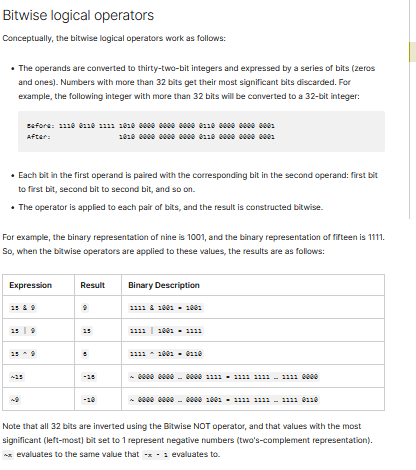 Bitwise logical operators
Conceptually, the bitwise logical operators work as follows:
• The operands are converted to thirty-two-bit integers and expressed by a series of bits (zeros
and ones). Numbers with more than 32 bits get their most significant bits discarded. For
example, the following integer with more than 32 bits will be converted to a 32-bit integer:
Before: 1110 0110 1111 1010 0000 0000 0000 0110 0000 0000 0001
After: 1010 0000 0000 0000 0110 0000 0000 0001
• Each bit in the first operand is paired with the corresponding bit in the second operand: first bit
to first bit, second bit to second bit, and so on.
• The operator is applied to each pair of bits, and the result is constructed bitwise.
For example, the binary representation of nine is 1001, and the binary representation of fifteen is 1111.
So, when the bitwise operators are applied to these values, the results are as follows:
Expression Result Binary Description
15 & 9 9 1111 & 1001 = 1001
15 | 9 15 1111 | 1001 = 1111
15 ^ 9 6 1111 ^ 1001 = 0110
~15 -16 ~ 0000 0000 … 0000 1111 = 1111 1111 … 1111 0000
~9 -10 ~ 0000 0000 … 0000 1001 = 1111 1111 … 1111 0110
Note that all 32 bits are inverted using the Bitwise NOT operator, and that values with the most
significant (left-most) bit set to 1 represent negative numbers (two's-complement representation).
~x evaluates to the same value that -x - 1 evaluates to.